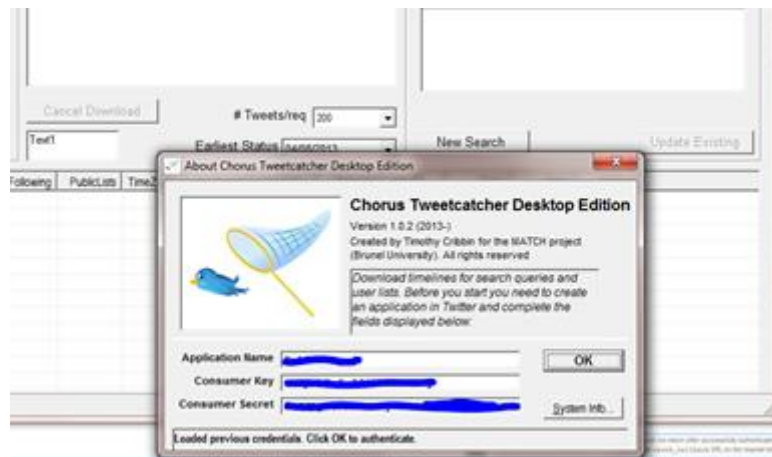 Cancel Download
# Tweets/req 200
Text1
Earliest Status 04/06/2013
New Search
Update Existing
About Chorus Tweetcatcher Desktop Edition
Following PublicLists TimeZ
Chorus Tweetcatcher Desktop Edition
Version 1.0.2 (2013-)
Created by Timothy Cribbin for the MATCH project
(Brunel University). All rights reserved
Download timelines for search queries and
user lists. Before you start you need to create
an application in Twitter and complete the
fields displayed below:
Application Name
OK
Consumer Key
Consumer Secret
System Info...
Loaded previous credentials. Click OK to authenticate.